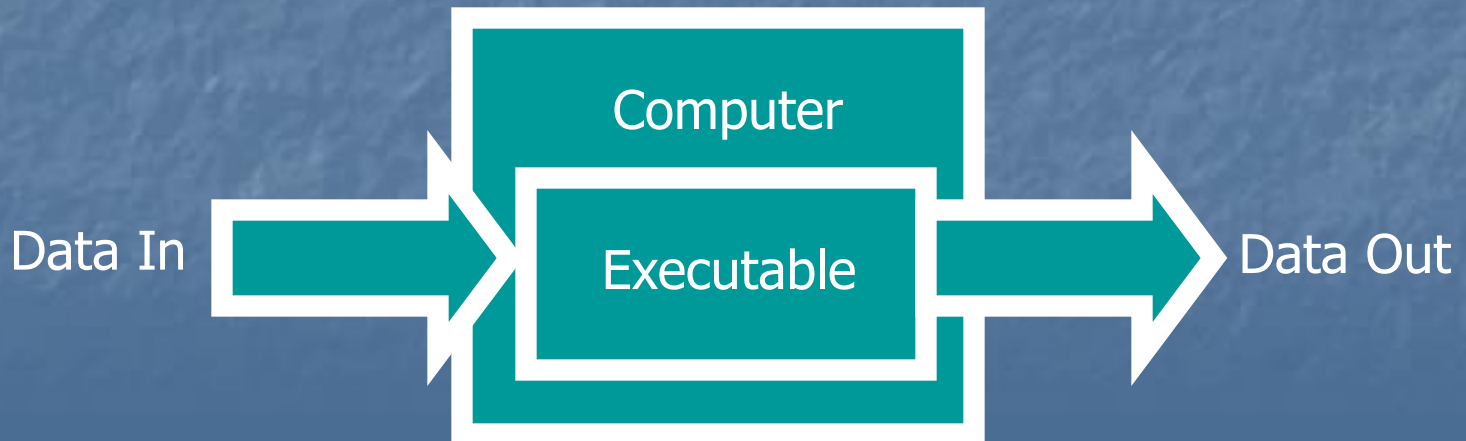 Computer
Data In
Executable
Data Out